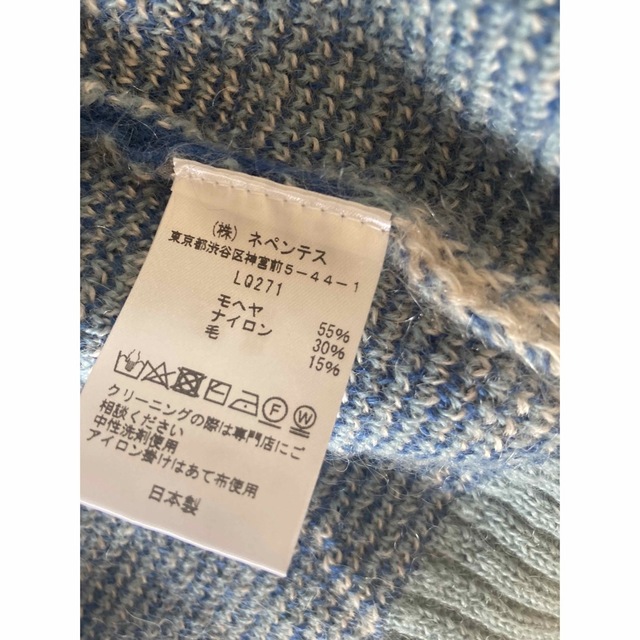 (株) ネペンテス
東京都渋谷区神宮前5-44-1
LQ271
モヘヤ 55%
ナイロン 30%
毛 15%
F W
クリーニングの際は専門店にご
相談ください
中性洗剤使用
アイロン掛けはあて布使用
日本製